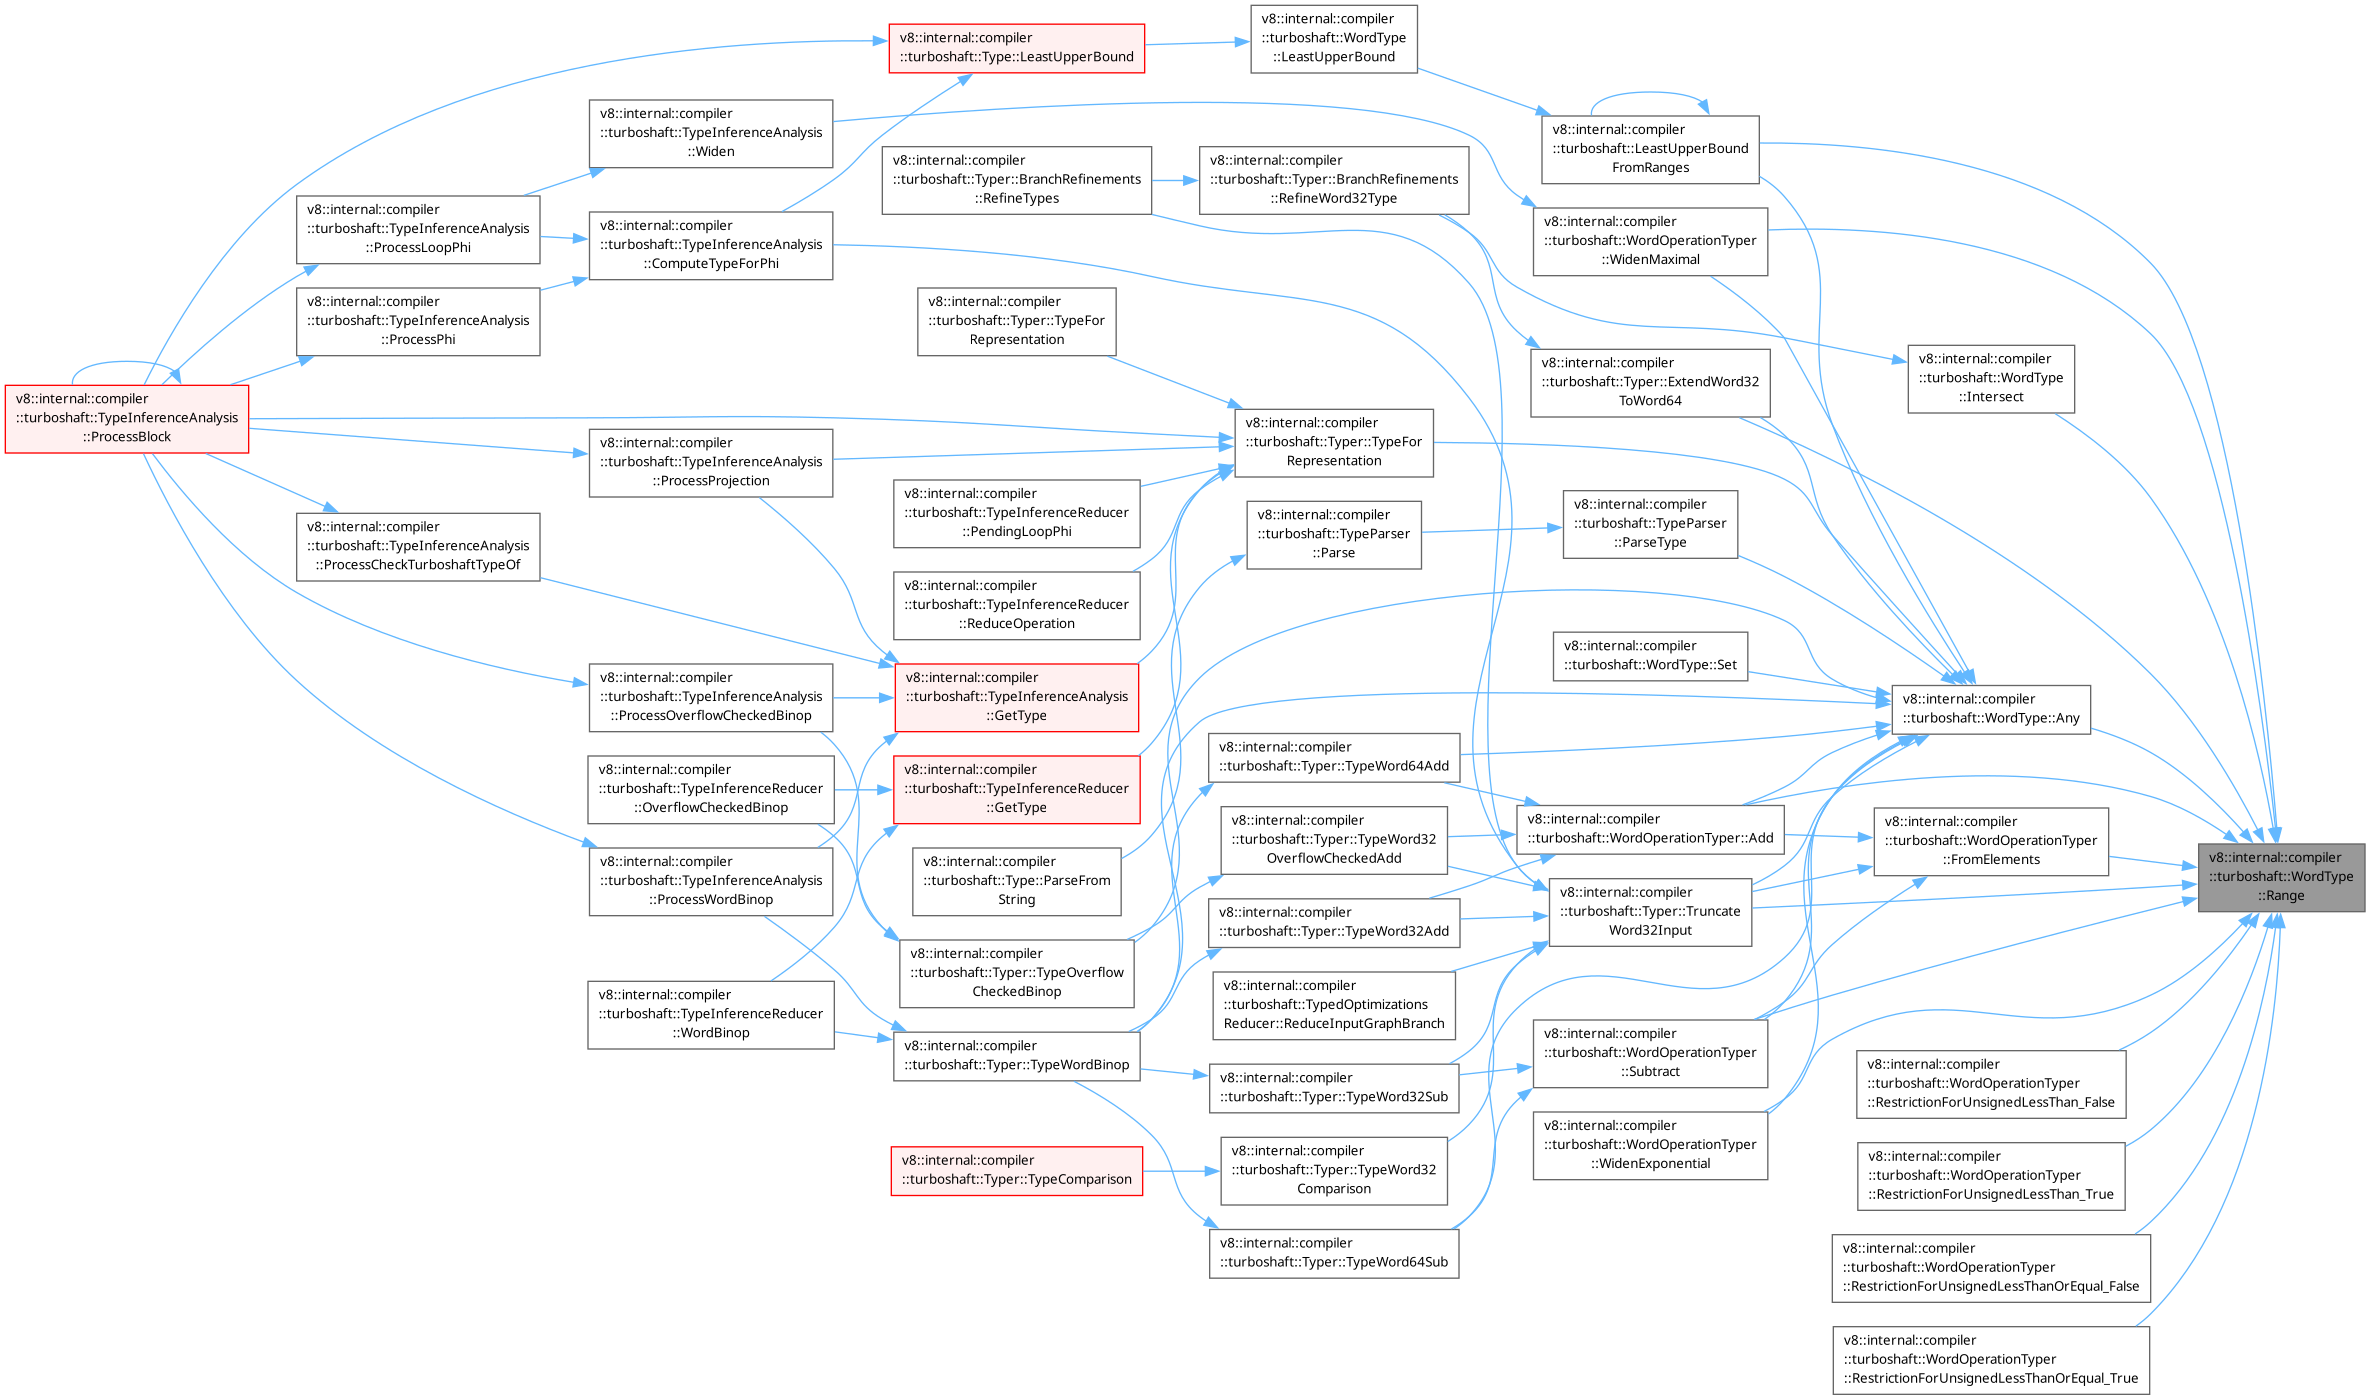 v8::internal::compiler
::turboshaft::Type::LeastUpperBound
v8::internal::compiler
::turboshaft::WordType
::LeastUpperBound
v8::internal::compiler
::turboshaft::TypeInferenceAnalysis
::Widen
v8::internal::compiler
::turboshaft::LeastUpperBound
FromRanges
v8::internal::compiler
::turboshaft::Typer::BranchRefinements
::RefineTypes
v8::internal::compiler
::turboshaft::Typer::BranchRefinements
::RefineWord32Type
v8::internal::compiler
::turboshaft::TypeInferenceAnalysis
::ProcessLoopPhi
v8::internal::compiler
::turboshaft::TypeInferenceAnalysis
::ComputeTypeForPhi
v8::internal::compiler
::turboshaft::WordOperationTyper
::WidenMaximal
v8::internal::compiler
::turboshaft::TypeInferenceAnalysis
::ProcessPhi
v8::internal::compiler
::turboshaft::Typer::TypeFor
Representation
v8::internal::compiler
::turboshaft::Typer::ExtendWord32
ToWord64
v8::internal::compiler
::turboshaft::WordType
::Intersect
v8::internal::compiler
::turboshaft::TypeInferenceAnalysis
::ProcessBlock
v8::internal::compiler
::turboshaft::TypeInferenceAnalysis
::ProcessProjection
v8::internal::compiler
::turboshaft::Typer::TypeFor
Representation
v8::internal::compiler
::turboshaft::TypeInferenceReducer
::PendingLoopPhi
v8::internal::compiler
::turboshaft::TypeParser
::Parse
v8::internal::compiler
::turboshaft::TypeParser
::ParseType
v8::internal::compiler
::turboshaft::TypeInferenceAnalysis
::ProcessCheckTurboshaftTypeOf
v8::internal::compiler
::turboshaft::TypeInferenceReducer
::ReduceOperation
v8::internal::compiler
::turboshaft::WordType::Set
v8::internal::compiler
::turboshaft::TypeInferenceAnalysis
::ProcessOverflowCheckedBinop
v8::internal::compiler
::turboshaft::TypeInferenceAnalysis
::GetType
v8::internal::compiler
::turboshaft::WordType::Any
v8::internal::compiler
::turboshaft::Typer::TypeWord64Add
v8::internal::compiler
::turboshaft::TypeInferenceReducer
::OverflowCheckedBinop
v8::internal::compiler
::turboshaft::TypeInferenceReducer
::GetType
v8::internal::compiler
::turboshaft::Typer::TypeWord32
OverflowCheckedAdd
v8::internal::compiler
::turboshaft::WordOperationTyper::Add
v8::internal::compiler
::turboshaft::WordOperationTyper
::FromElements
v8::internal::compiler
::turboshaft::WordType
::Range
v8::internal::compiler
::turboshaft::TypeInferenceAnalysis
::ProcessWordBinop
v8::internal::compiler
::turboshaft::Type::ParseFrom
String
v8::internal::compiler
::turboshaft::Typer::TypeWord32Add
v8::internal::compiler
::turboshaft::Typer::Truncate
Word32Input
v8::internal::compiler
::turboshaft::Typer::TypeOverflow
CheckedBinop
v8::internal::compiler
::turboshaft::TypedOptimizations
Reducer::ReduceInputGraphBranch
v8::internal::compiler
::turboshaft::TypeInferenceReducer
::WordBinop
v8::internal::compiler
::turboshaft::Typer::TypeWordBinop
v8::internal::compiler
::turboshaft::WordOperationTyper
::Subtract
v8::internal::compiler
::turboshaft::Typer::TypeWord32Sub
v8::internal::compiler
::turboshaft::WordOperationTyper
::RestrictionForUnsignedLessThan_False
v8::internal::compiler
::turboshaft::Typer::TypeComparison
v8::internal::compiler
::turboshaft::Typer::TypeWord32
Comparison
v8::internal::compiler
::turboshaft::WordOperationTyper
::WidenExponential
v8::internal::compiler
::turboshaft::WordOperationTyper
::RestrictionForUnsignedLessThan_True
v8::internal::compiler
::turboshaft::Typer::TypeWord64Sub
v8::internal::compiler
::turboshaft::WordOperationTyper
::RestrictionForUnsignedLessThanOrEqual_False
v8::internal::compiler
::turboshaft::WordOperationTyper
::RestrictionForUnsignedLessThanOrEqual_True